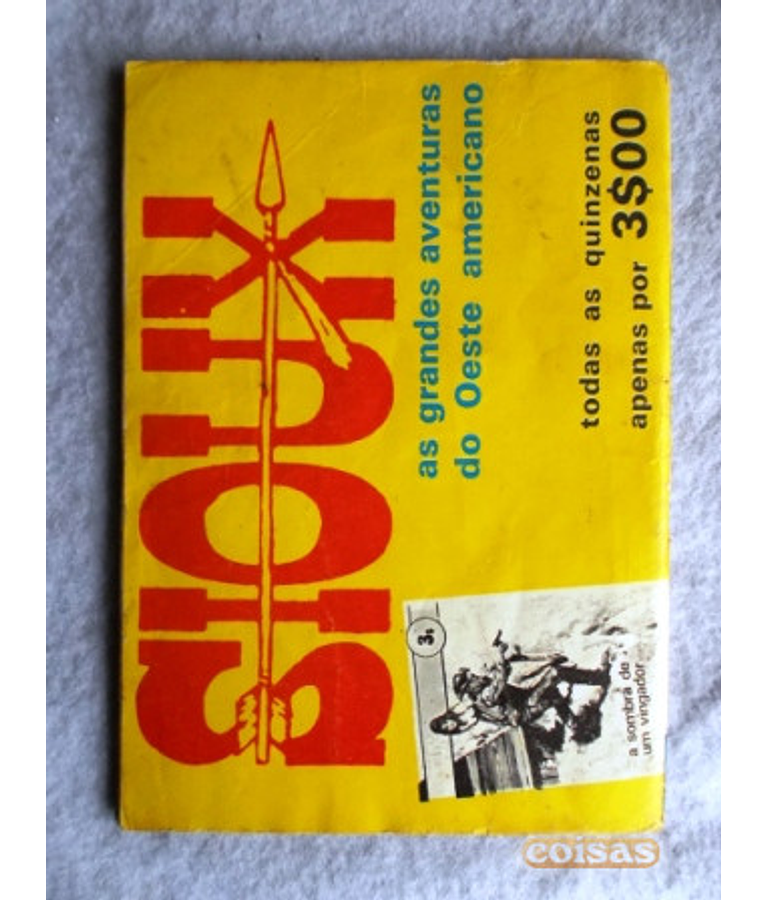 SIOUX
as grandes aventuras
do Oeste americano
todas as quinzenas
apenas por 3$00
3.
a sombra de
um vingador
coisas